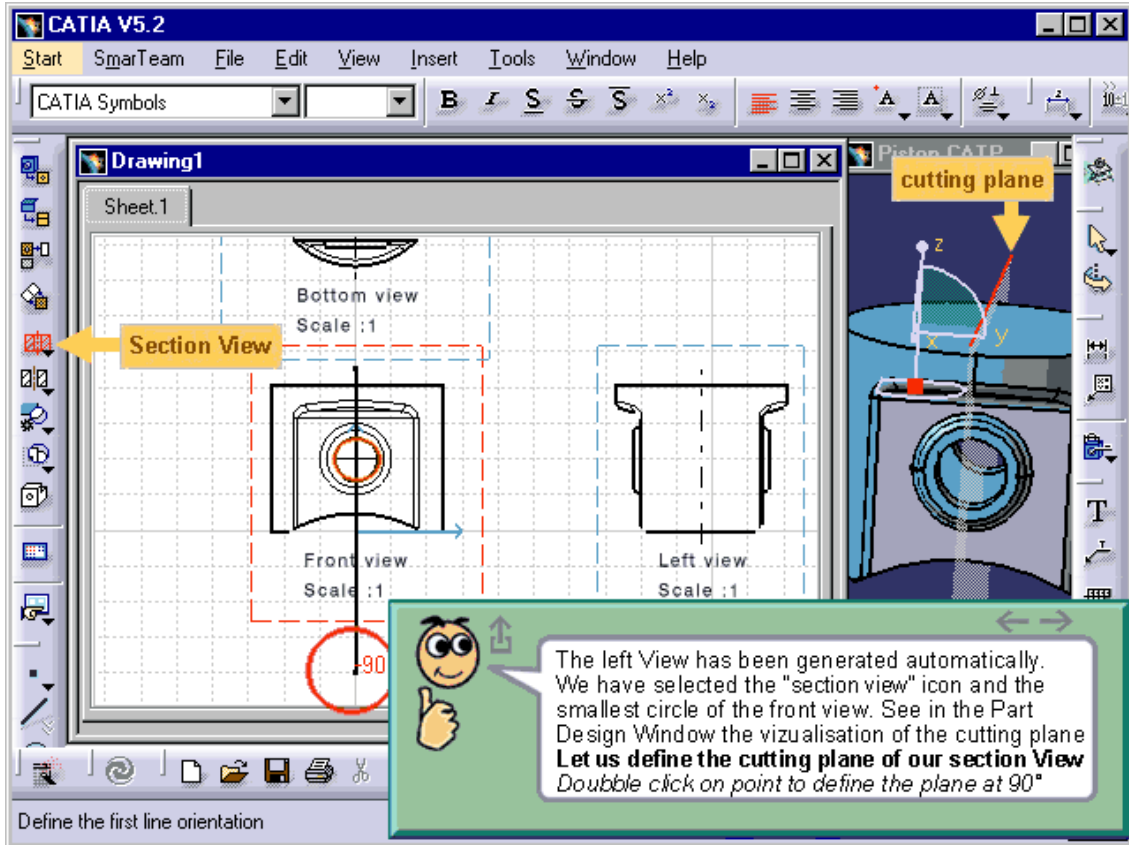 CATIA V5.2
Start SmarTeam File Edit View Insert Tools Window Help
CATIA Symbols B I S S S x² x₂ A A
Drawing1
Piston.CATP
cutting plane
Sheet.1
z
Bottom view
Scale :1
x y
Section View
Front view
Scale :1
Left view
Scale :1
T
-90
The left View has been generated automatically.
We have selected the "section view" icon and the
smallest circle of the front view. See in the Part
Design Window the vizualisation of the cutting plane
Let us define the cutting plane of our section View
Doubble click on point to define the plane at 90°
Define the first line orientation